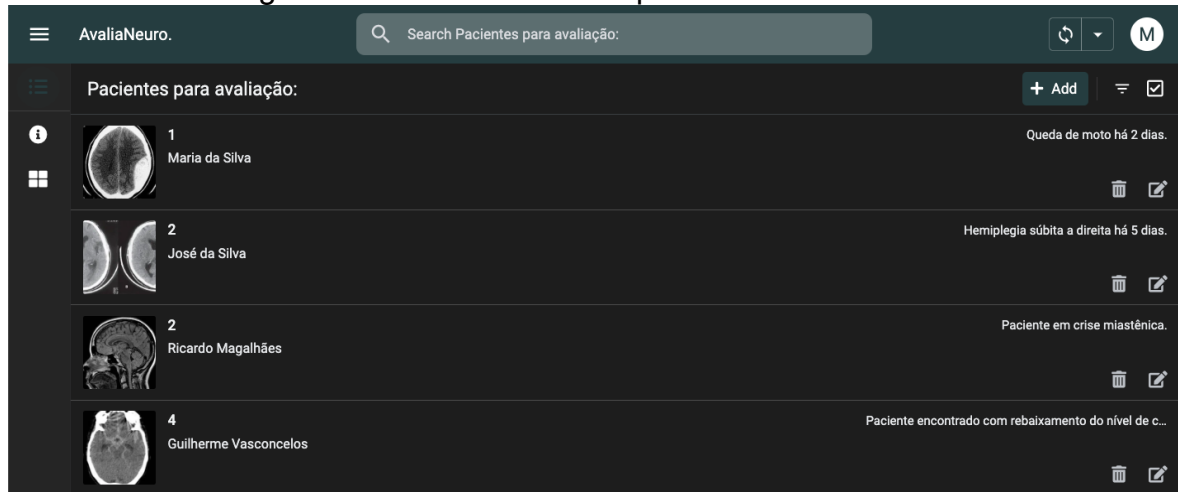 AvaliaNeuro.
Search Pacientes para avaliação:
M
Pacientes para avaliação:
+ Add
1
Maria da Silva
Queda de moto há 2 dias.
2
José da Silva
Hemiplegia súbita a direita há 5 dias.
2
Ricardo Magalhães
Paciente em crise miastênica.
4
Guilherme Vasconcelos
Paciente encontrado com rebaixamento do nível de c...